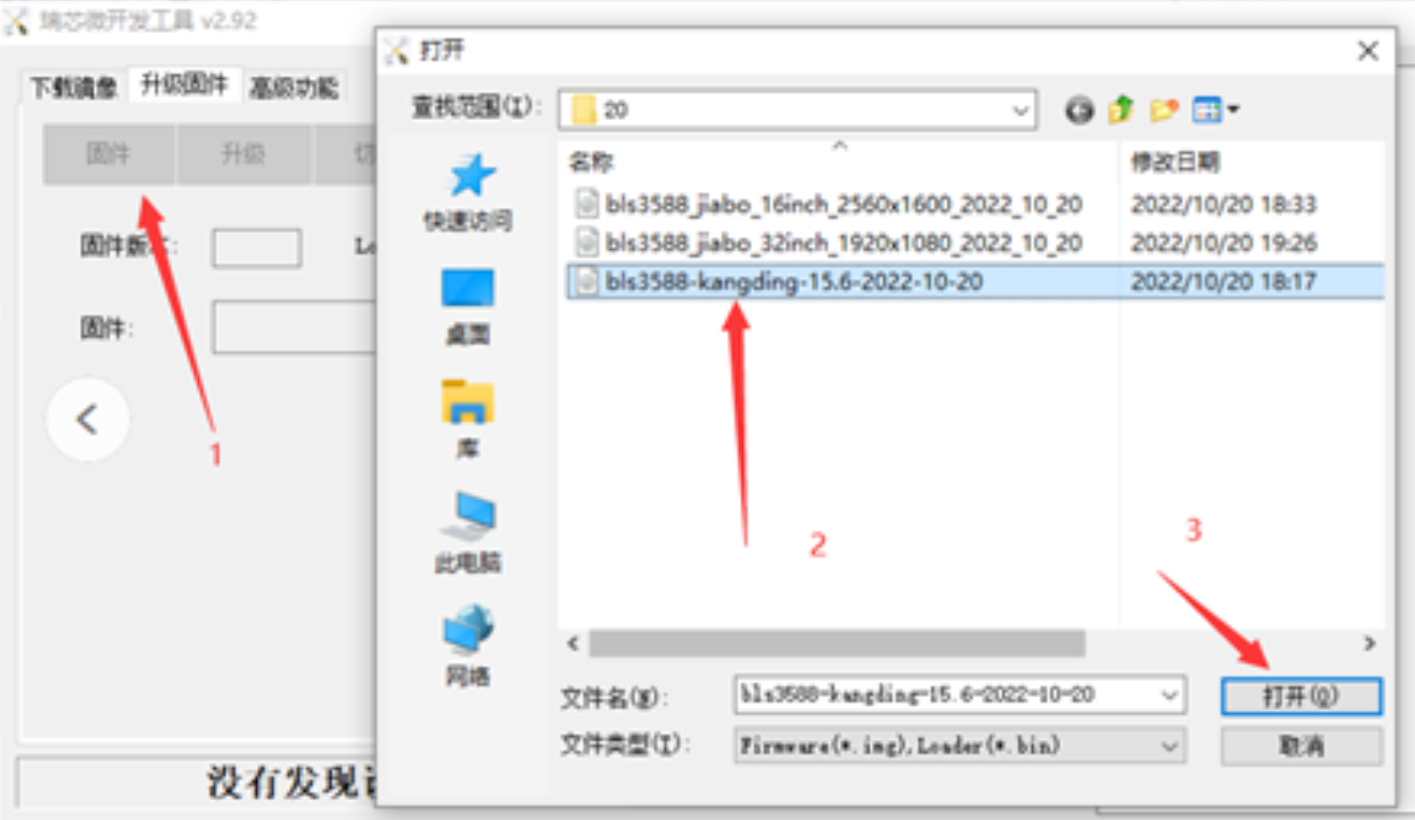 瑞芯微开发工具 v2.92
下载镜像 升级固件 高级功能
固件 升级 切
固件版本:
固件:
1
没有发现
打开
查找范围(I): 20
快速访问
桌面
库
此电脑
网络
名称 修改日期
bls3588_jiabo_16inch_2560x1600_2022_10_20 2022/10/20 18:33
bls3588_jiabo_32inch_1920x1080_2022_10_20 2022/10/20 19:26
bls3588-kangding-15.6-2022-10-20 2022/10/20 18:17
2
3
文件名(N): bls3588-kangding-15.6-2022-10-20 打开(O)
文件类型(T): Firmware(*.img),Loader(*.bin) 取消